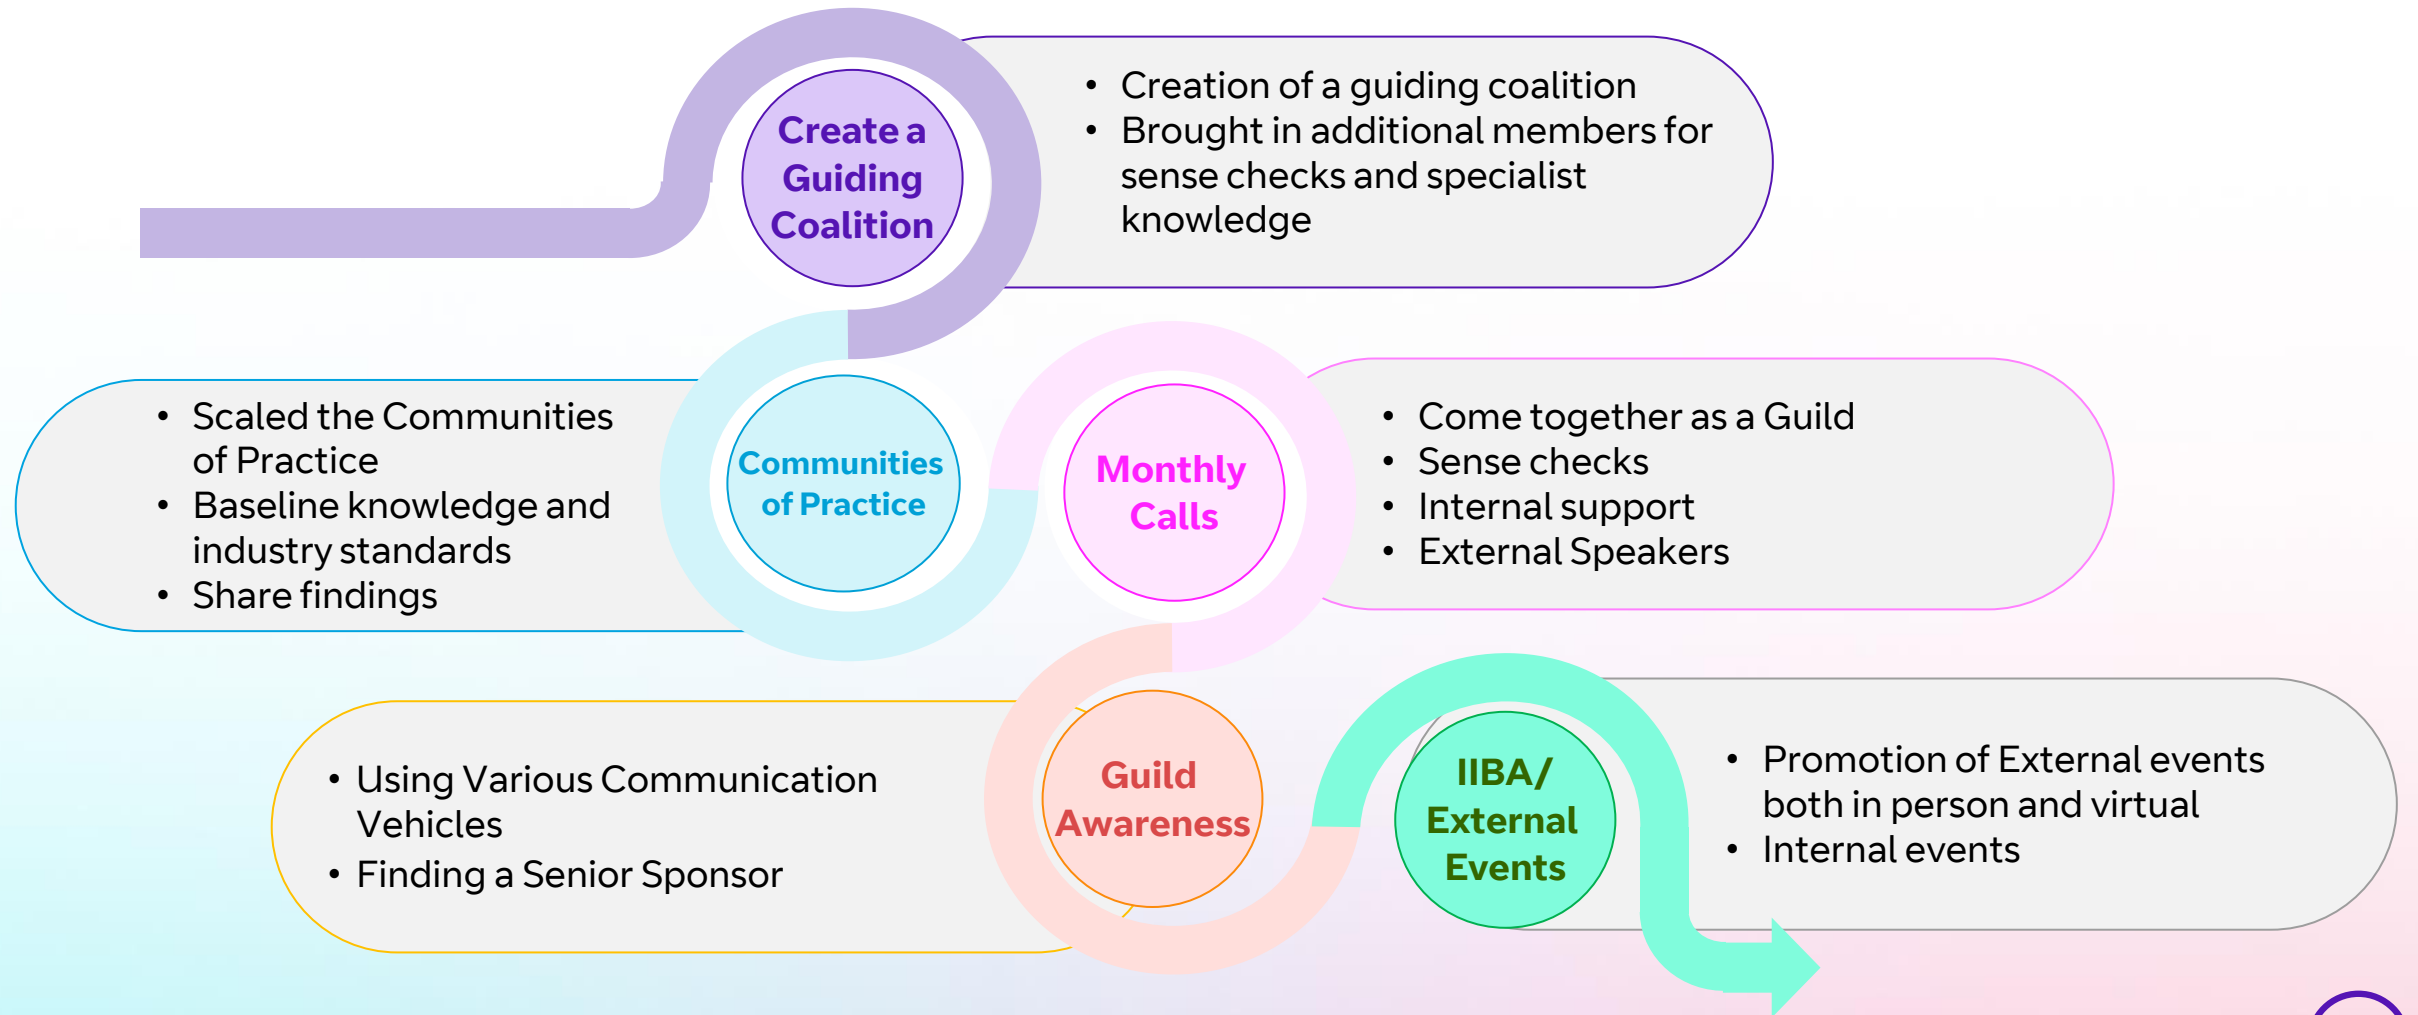 Create a
Guiding
Coalition
• Creation of a guiding coalition
• Brought in additional members for
sense checks and specialist
knowledge
• Scaled the Communities
of Practice
• Baseline knowledge and
industry standards
• Share findings
Communities
of Practice
Monthly
Calls
• Come together as a Guild
• Sense checks
• Internal support
• External Speakers
• Using Various Communication
Vehicles
• Finding a Senior Sponsor
Guild
Awareness
IIBA/
External
Events
• Promotion of External events
both in person and virtual
• Internal events